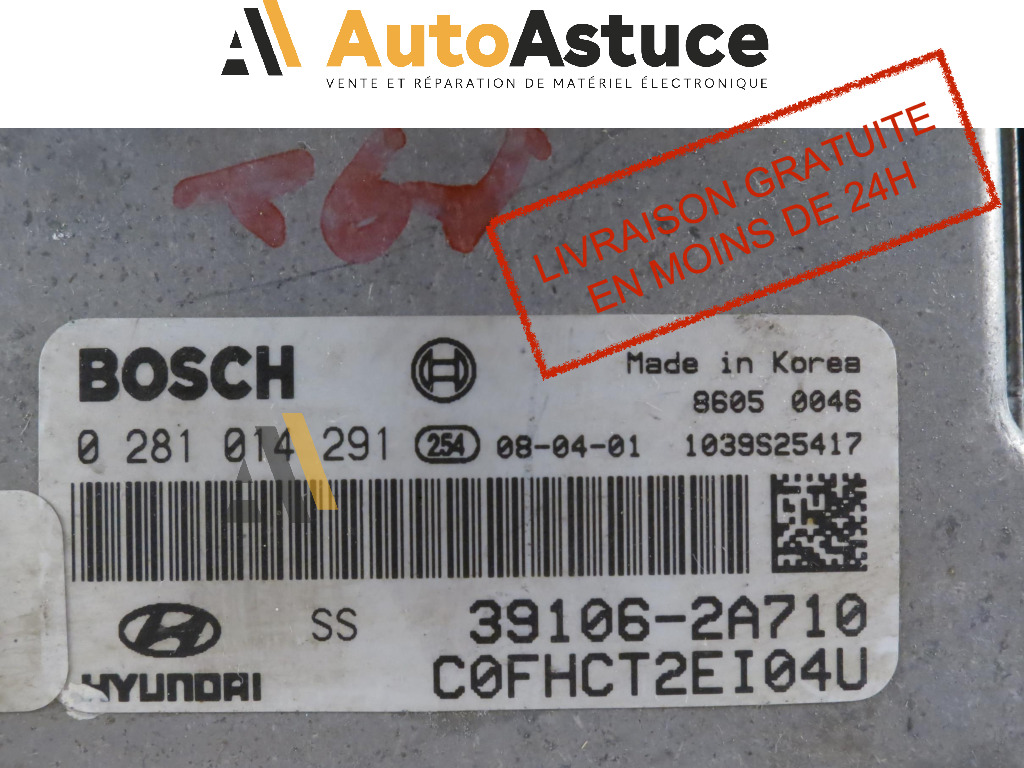 AutoAstuce
VENTE ET RÉPARATION DE MATÉRIEL ÉLECTRONIQUE
LIVRAISON GRATUITE
EN MOINS DE 24H
BOSCH
Made in Korea
8605 0046
0 281 014 291 254 08-04-01 1039S25417
SS 39106-2A710
HYUNDAI C0FHCT2EI04U